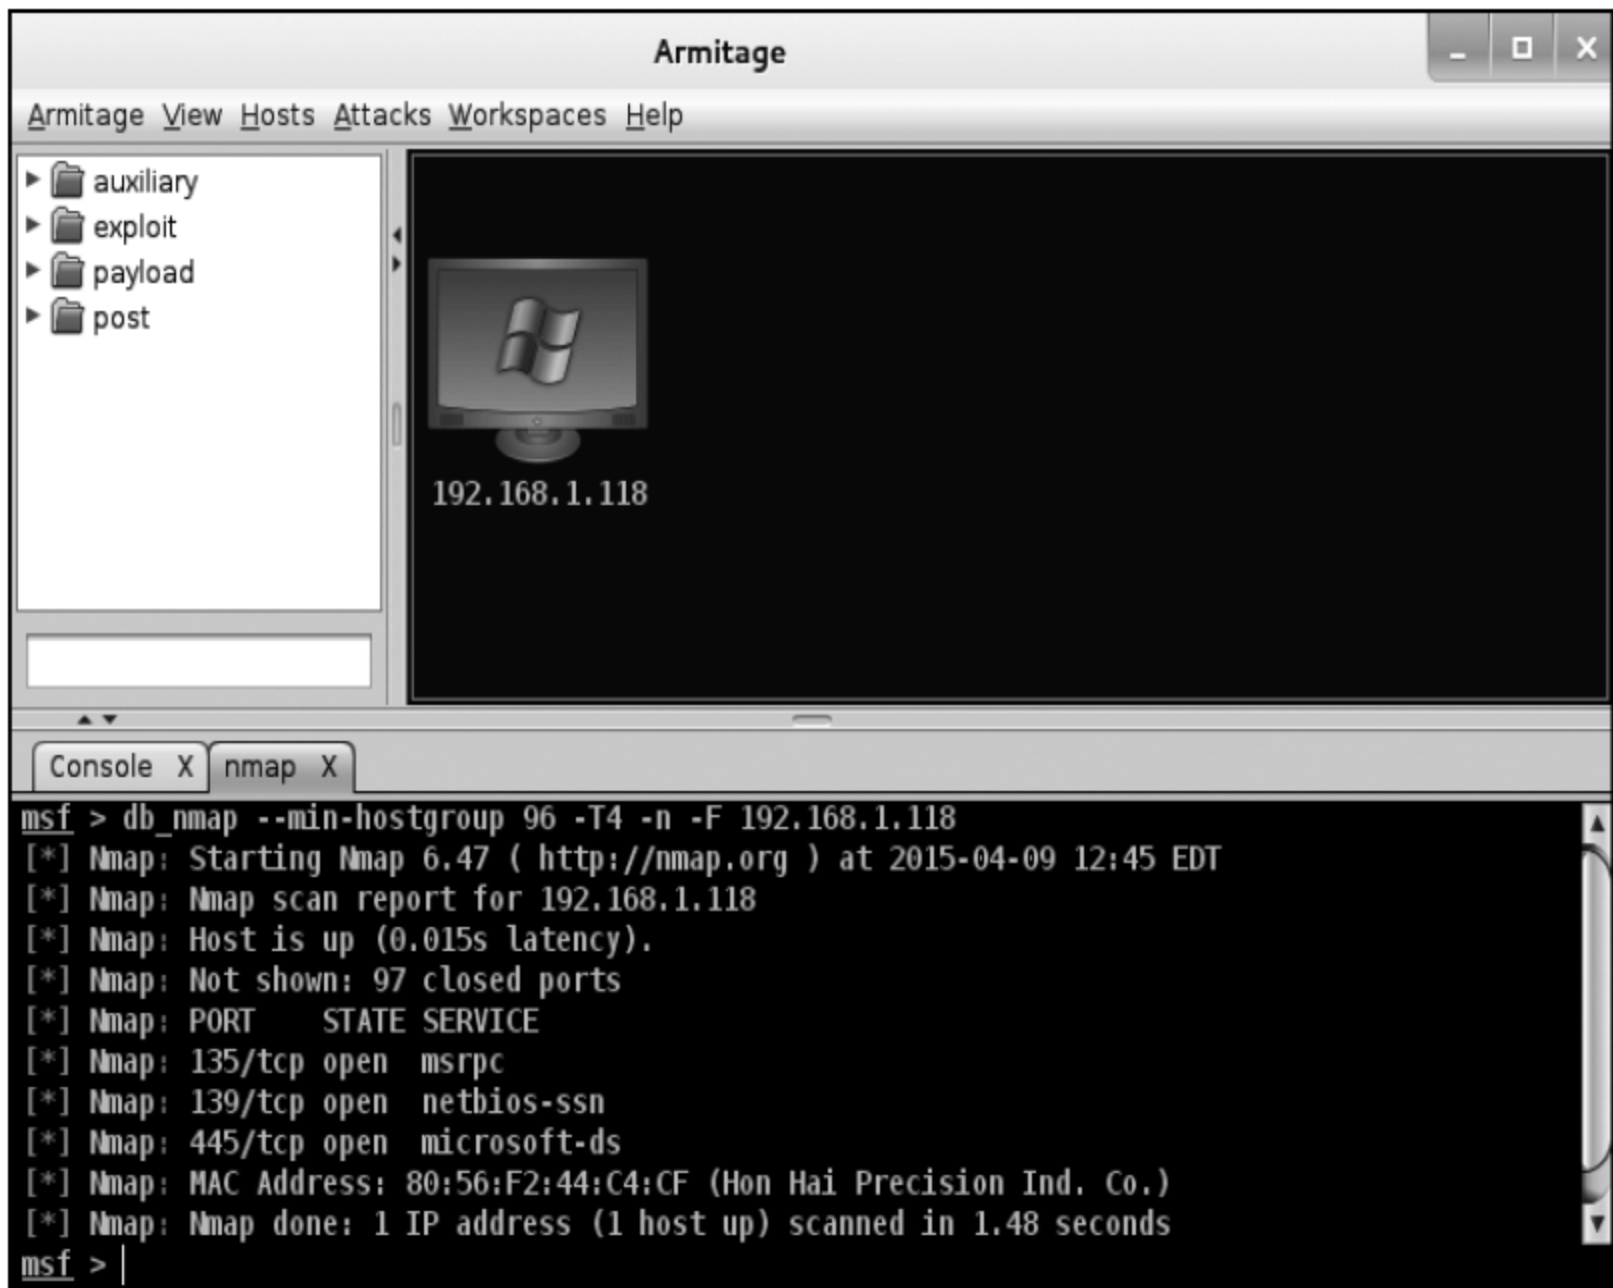 Armitage
Armitage View Hosts Attacks Workspaces Help
auxiliary
exploit
payload
post
192.168.1.118
Console X nmap X
msf > db_nmap --min-hostgroup 96 -T4 -n -F 192.168.1.118
[*] Nmap: Starting Nmap 6.47 ( http://nmap.org ) at 2015-04-09 12:45 EDT
[*] Nmap: Nmap scan report for 192.168.1.118
[*] Nmap: Host is up (0.015s latency).
[*] Nmap: Not shown: 97 closed ports
[*] Nmap: PORT    STATE SERVICE
[*] Nmap: 135/tcp open  msrpc
[*] Nmap: 139/tcp open  netbios-ssn
[*] Nmap: 445/tcp open  microsoft-ds
[*] Nmap: MAC Address: 80:56:F2:44:C4:CF (Hon Hai Precision Ind. Co.)
[*] Nmap: Nmap done: 1 IP address (1 host up) scanned in 1.48 seconds
msf >